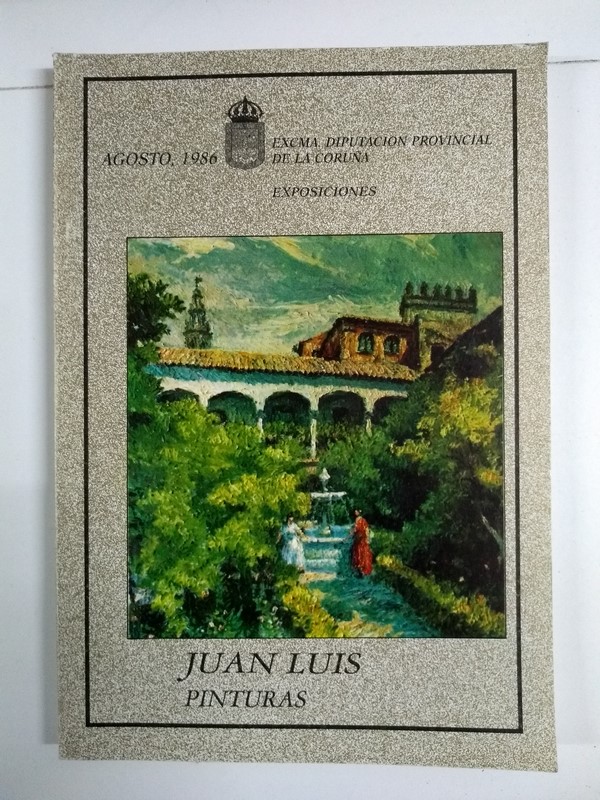 AGOSTO, 1986
EXCMA. DIPUTACION PROVINCIAL
DE LA CORUÑA
EXPOSICIONES
JUAN LUIS
PINTURAS